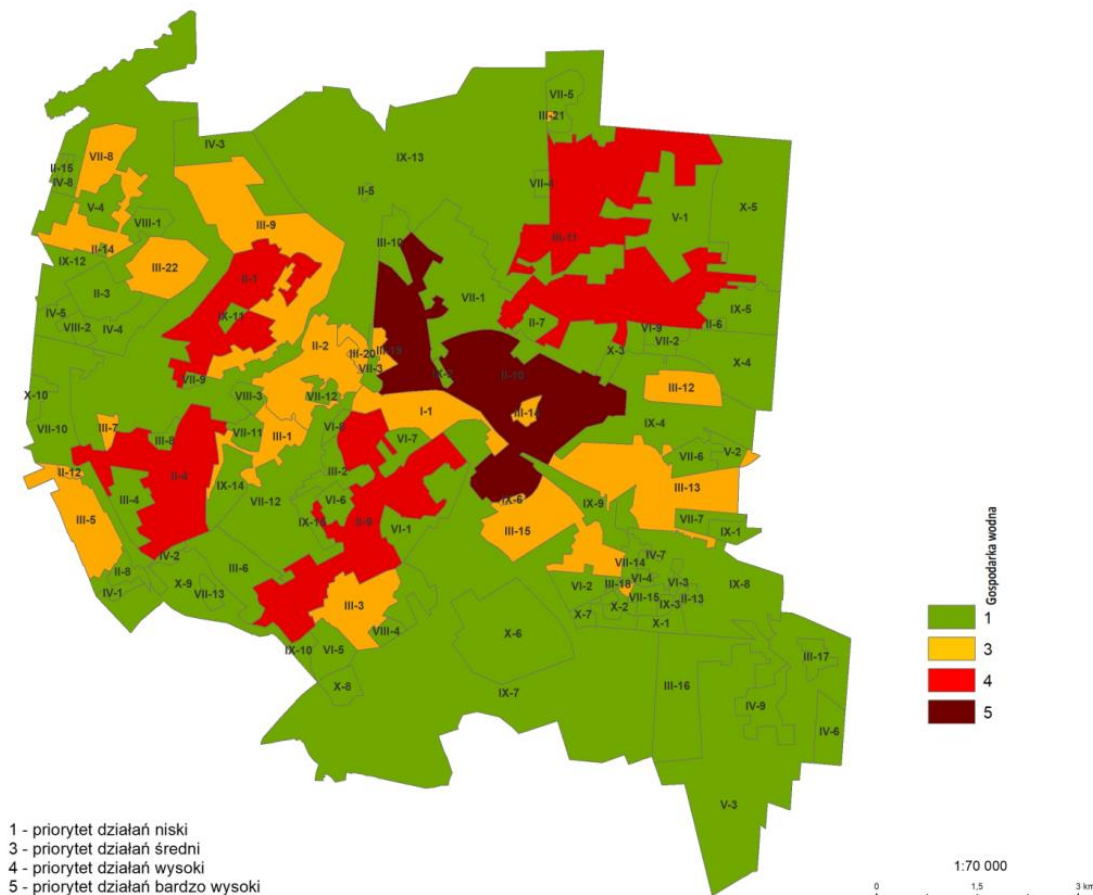 VII-5
III-21
IV-3
IX-13
VII-8
II-15
IV-8
II-5
VII-4
V-4
VIII-1
V-1
X-5
III-9
III-10
III-11
II-14
IX-12
III-22
II-1
II-3
VII-1
IX-5
IV-5
VIII-2
IV-4
IX-11
II-7
II-6
VI-9
VII-2
II-2
III-20
III-19
X-3
VII-3
II-10
X-4
VII-9
X-10
VIII-3
VII-12
III-12
I-1
III-14
IX-4
VII-10
III-7
III-8
VII-11
III-1
VI-7
V-2
VII-6
II-12
II-4
III-2
IX-14
III-4
VII-12
VI-6
III-13
IX-6
IX-9
III-5
II-9
VI-1
III-15
VII-7
IX-1
IV-2
II-8
III-6
IV-7
VII-14
IX-8
IV-1
X-9
VII-13
VI-2
III-18
VI-4
VI-3
III-3
VII-15
IX-3
II-13
X-7
X-2
X-1
VIII-4
X-6
IX-10
VI-5
III-17
X-8
IX-7
III-16
IV-9
IV-6
V-3
Gospodarka wodna
1
3
4
5
1 - priorytet działań niski
3 - priorytet działań średni
4 - priorytet działań wysoki
5 - priorytet działań bardzo wysoki
1:70 000
0 1,5 3 km